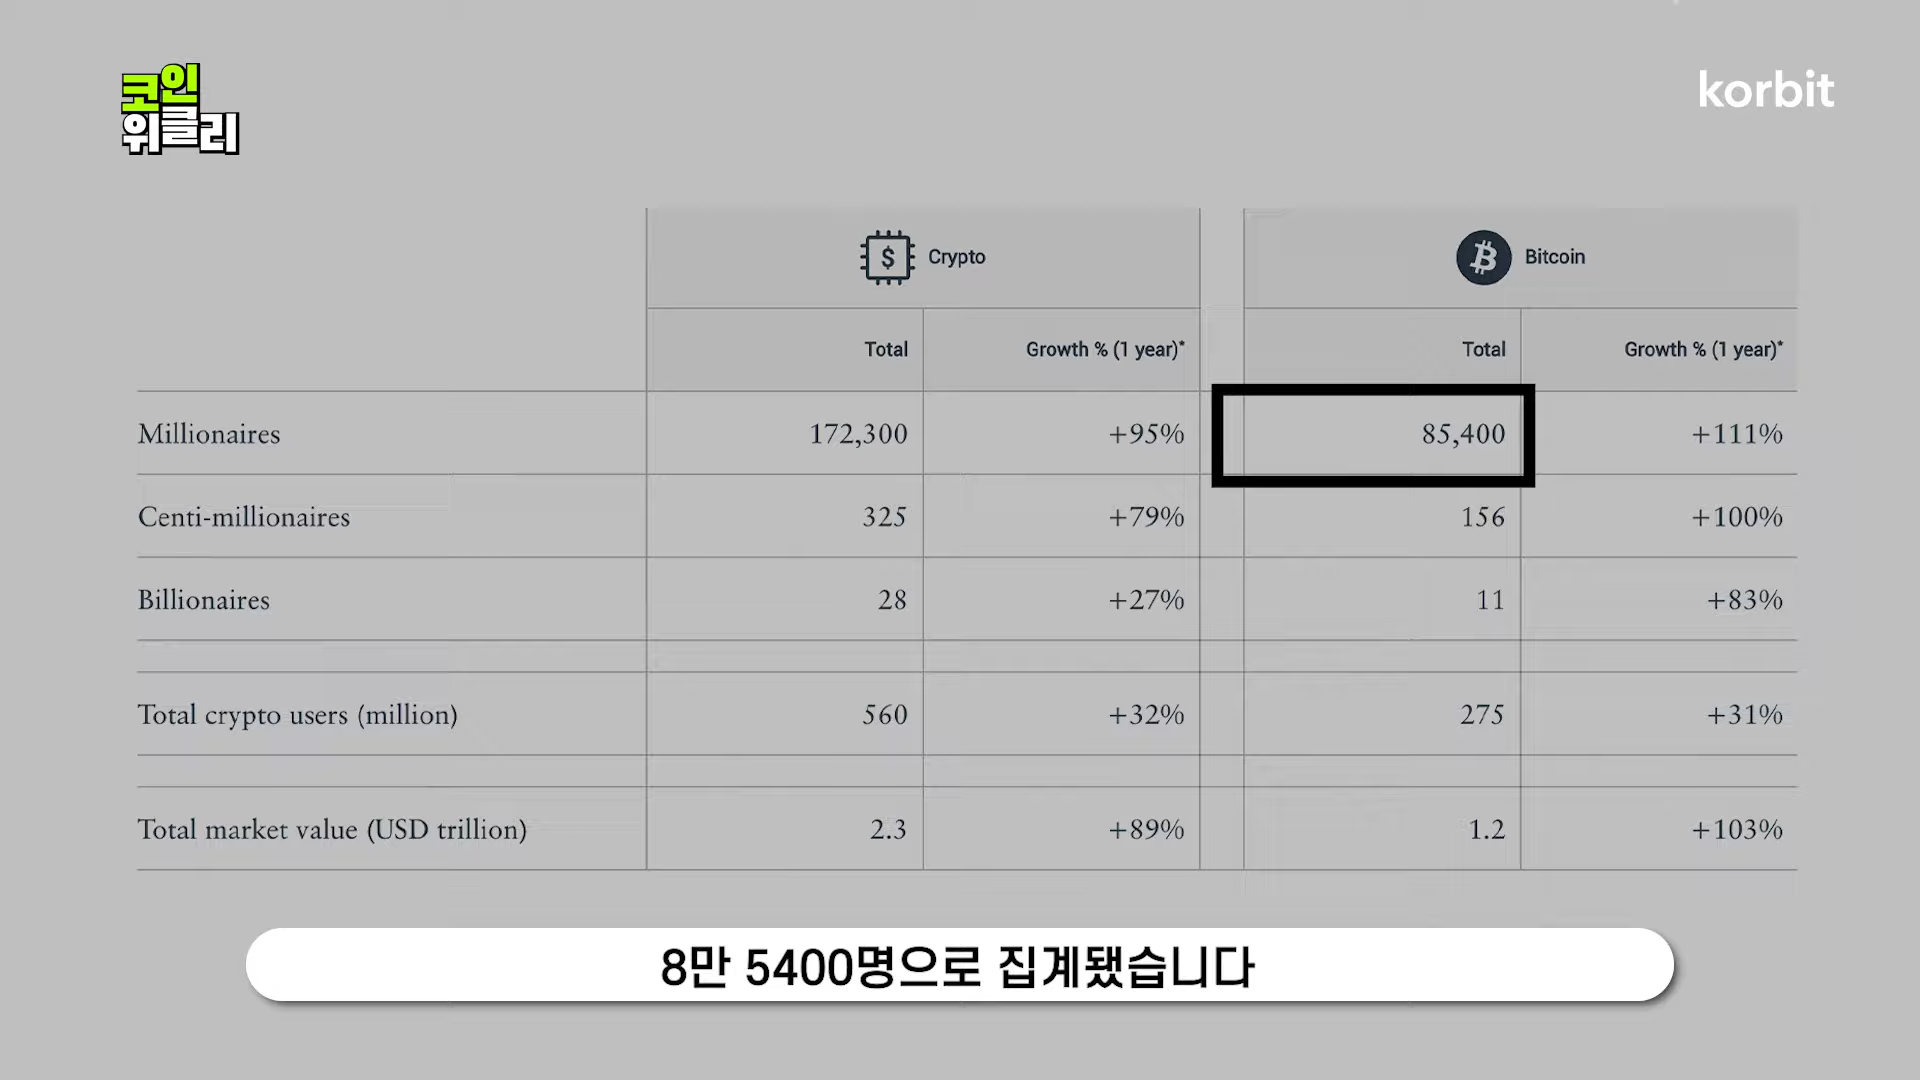 코인
위클리
korbit
$ Crypto
Bitcoin
Total Growth % (1 year)* Total Growth % (1 year)*
Millionaires 172,300 +95% 85,400 +111%
Centi-millionaires 325 +79% 156 +100%
Billionaires 28 +27% 11 +83%
Total crypto users (million) 560 +32% 275 +31%
Total market value (USD trillion) 2.3 +89% 1.2 +103%
8만 5400명으로 집계됐습니다